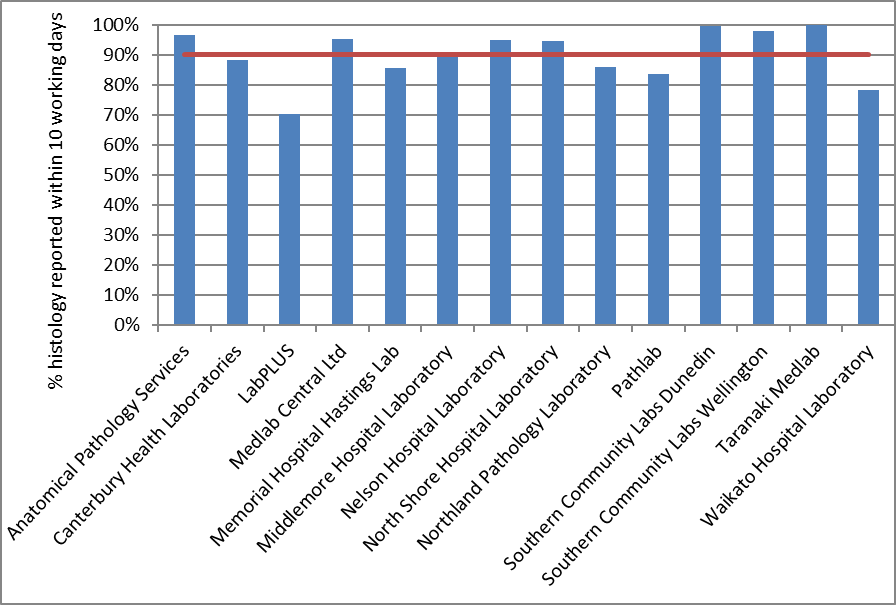 % histology reported within 10 working days
100%
90%
80%
70%
60%
50%
40%
30%
20%
10%
0%
Anatomical Pathology Services
Canterbury Health Laboratories
LabPLUS
Medlab Central Ltd
Memorial Hospital Hastings Lab
Middlemore Hospital Laboratory
Nelson Hospital Laboratory
North Shore Hospital Laboratory
Northland Pathology Laboratory
Pathlab
Southern Community Labs Dunedin
Southern Community Labs Wellington
Taranaki Medlab
Waikato Hospital Laboratory